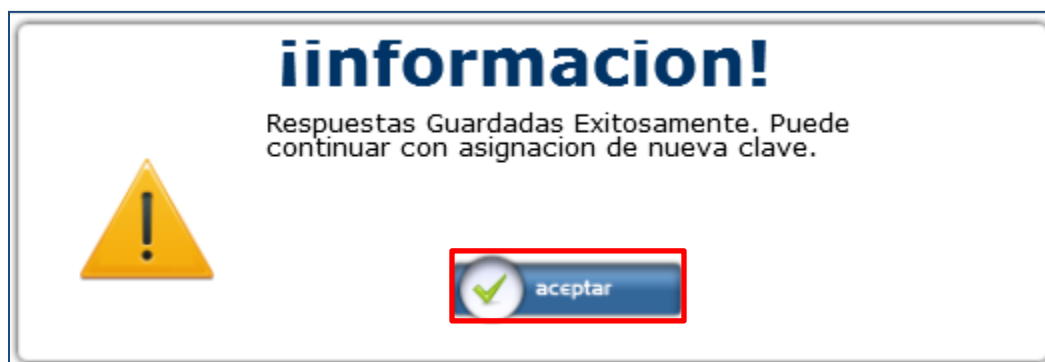 ¡informacion!
Respuestas Guardadas Exitosamente. Puede
continuar con asignacion de nueva clave.
aceptar